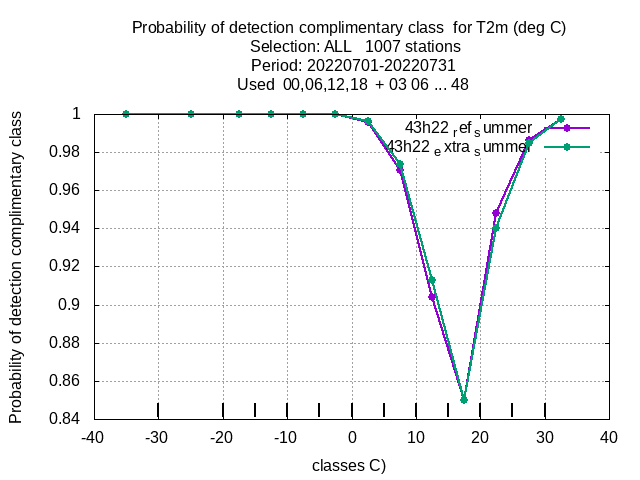 Probability of detection complimentary class  for T2m (deg C)
Selection: ALL   1007 stations
Period: 20220701-20220731
Used  00,06,12,18  + 03 06 ... 48
Probability of detection complimentary class
1
0.98
0.96
0.94
0.92
0.9
0.88
0.86
0.84
43h22 ref summer
43h22 extra summer
-40 -30 -20 -10 0 10 20 30 40
classes C)